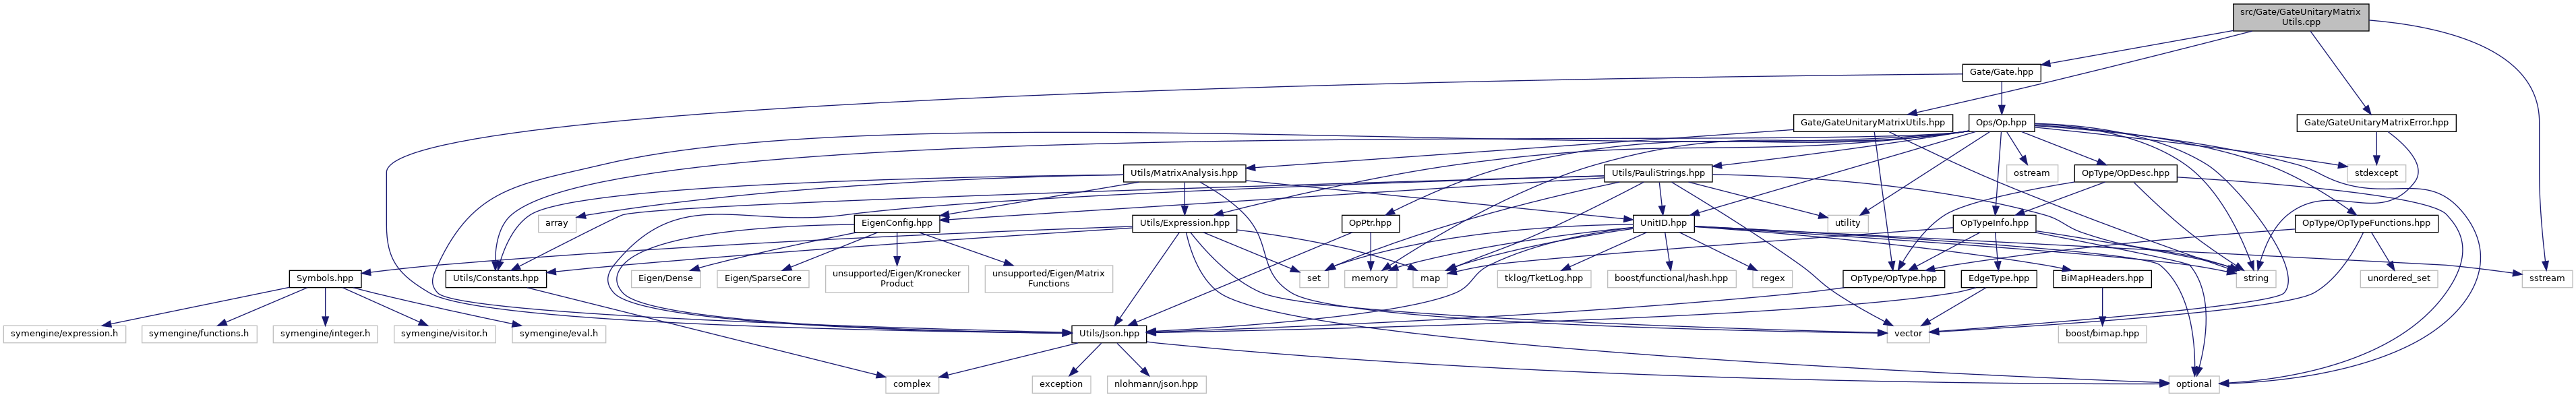 src/Gate/GateUnitaryMatrix
Utils.cpp
Gate/Gate.hpp
Gate/GateUnitaryMatrixUtils.hpp
Ops/Op.hpp
Gate/GateUnitaryMatrixError.hpp
Utils/MatrixAnalysis.hpp
Utils/PauliStrings.hpp
ostream
OpType/OpDesc.hpp
stdexcept
array
EigenConfig.hpp
Utils/Expression.hpp
OpPtr.hpp
UnitID.hpp
utility
OpTypeInfo.hpp
OpType/OpTypeFunctions.hpp
Symbols.hpp
Utils/Constants.hpp
Eigen/Dense
Eigen/SparseCore
unsupported/Eigen/Kronecker
Product
unsupported/Eigen/Matrix
Functions
set
memory
map
tklog/TketLog.hpp
boost/functional/hash.hpp
regex
OpType/OpType.hpp
EdgeType.hpp
BiMapHeaders.hpp
string
unordered_set
sstream
symengine/expression.h
symengine/functions.h
symengine/integer.h
symengine/visitor.h
symengine/eval.h
Utils/Json.hpp
vector
boost/bimap.hpp
complex
exception
nlohmann/json.hpp
optional